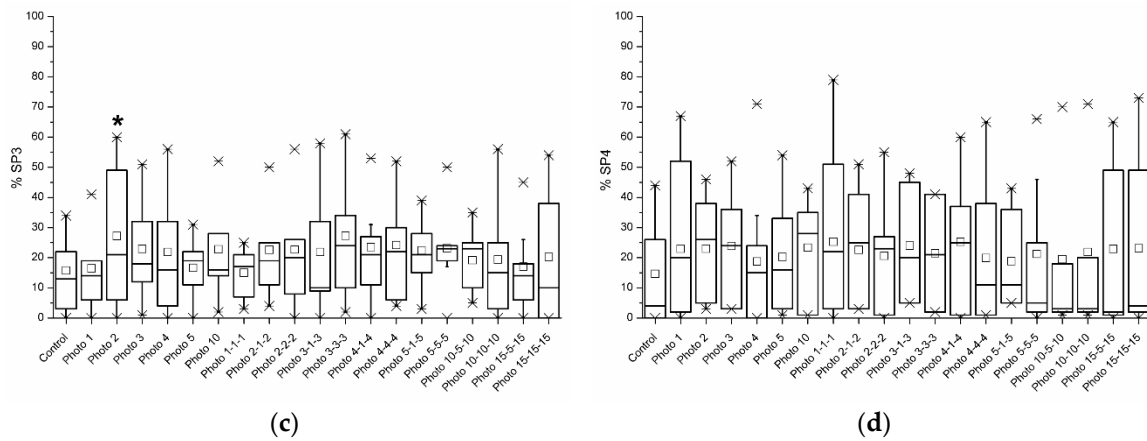 100
90
80
70
60
50
40
30
20
10
0
% SP3
*
Control
Photo 1
Photo 2
Photo 3
Photo 4
Photo 5
Photo 10
Photo 1-1-1
Photo 2-1-2
Photo 2-2-2
Photo 3-1-3
Photo 3-3-3
Photo 4-1-4
Photo 4-4-4
Photo 5-1-5
Photo 5-5-5
Photo 10-5-10
Photo 10-10-10
Photo 15-5-15
Photo 15-15-15
(c)
100
90
80
70
60
50
40
30
20
10
0
% SP4
Control
Photo 1
Photo 2
Photo 3
Photo 4
Photo 5
Photo 10
Photo 1-1-1
Photo 2-1-2
Photo 2-2-2
Photo 3-1-3
Photo 3-3-3
Photo 4-1-4
Photo 4-4-4
Photo 5-1-5
Photo 5-5-5
Photo 10-5-10
Photo 10-10-10
Photo 15-5-15
Photo 15-15-15
(d)